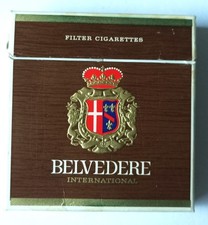 FILTER CIGARETTES
BELVEDERE
INTERNATIONAL